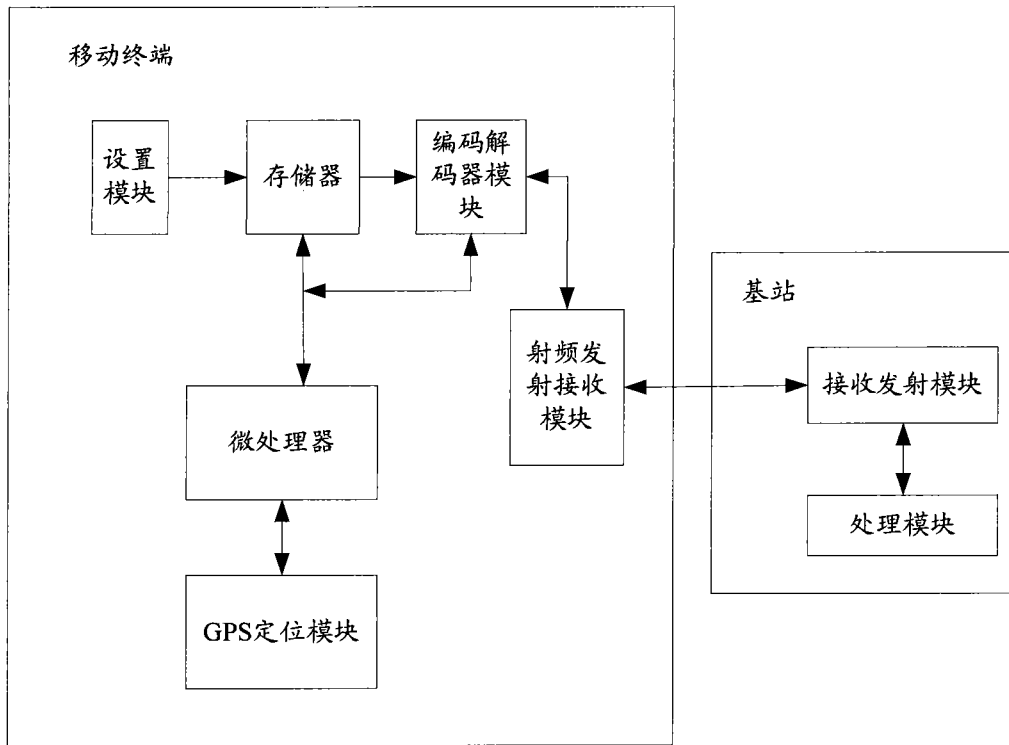 移动终端
设置
模块
存储器
编码解
码器模
块
基站
射频发
射接收
模块
接收发射模块
微处理器
处理模块
GPS定位模块